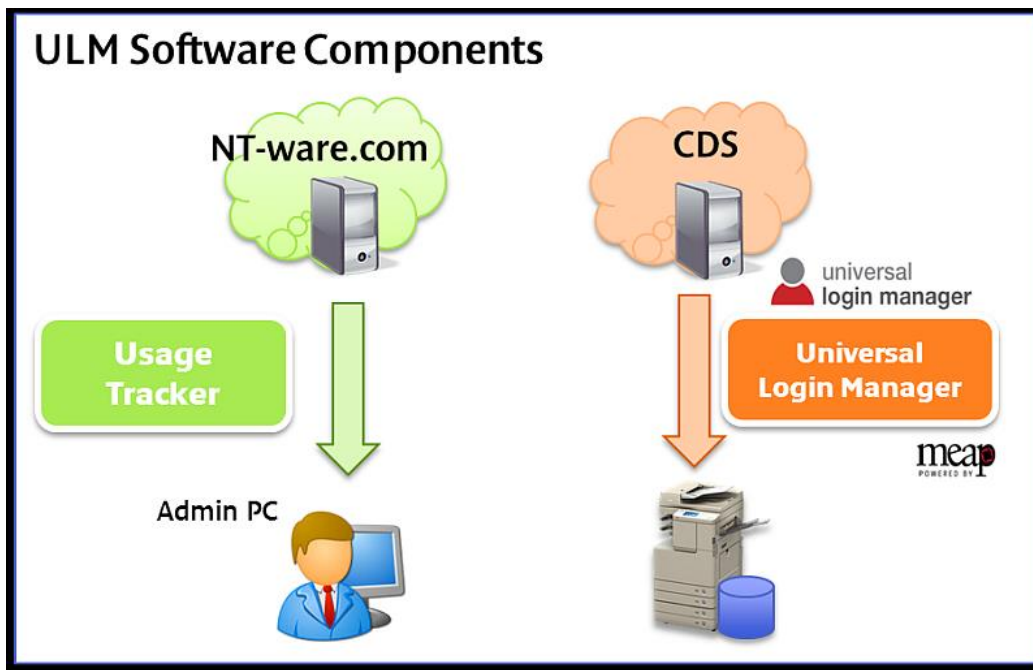 ULM Software Components
NT-ware.com
CDS
universal
login manager
Usage
Tracker
Universal
Login Manager
meap
POWERED BY
Admin PC